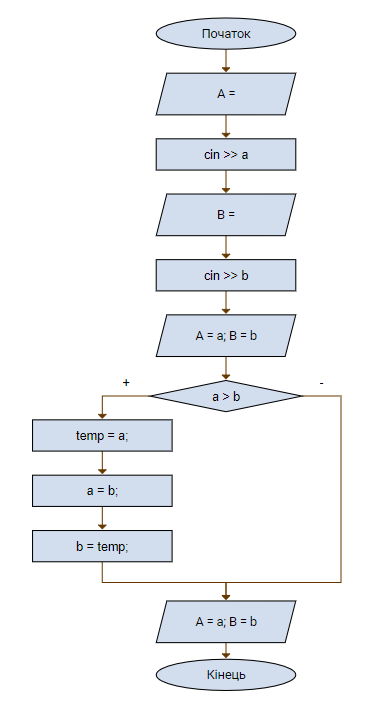 Початок
A =
cin >> a
B =
cin >> b
A = a; B = b
a > b
+
-
temp = a;
a = b;
b = temp;
A = a; B = b
Кінець